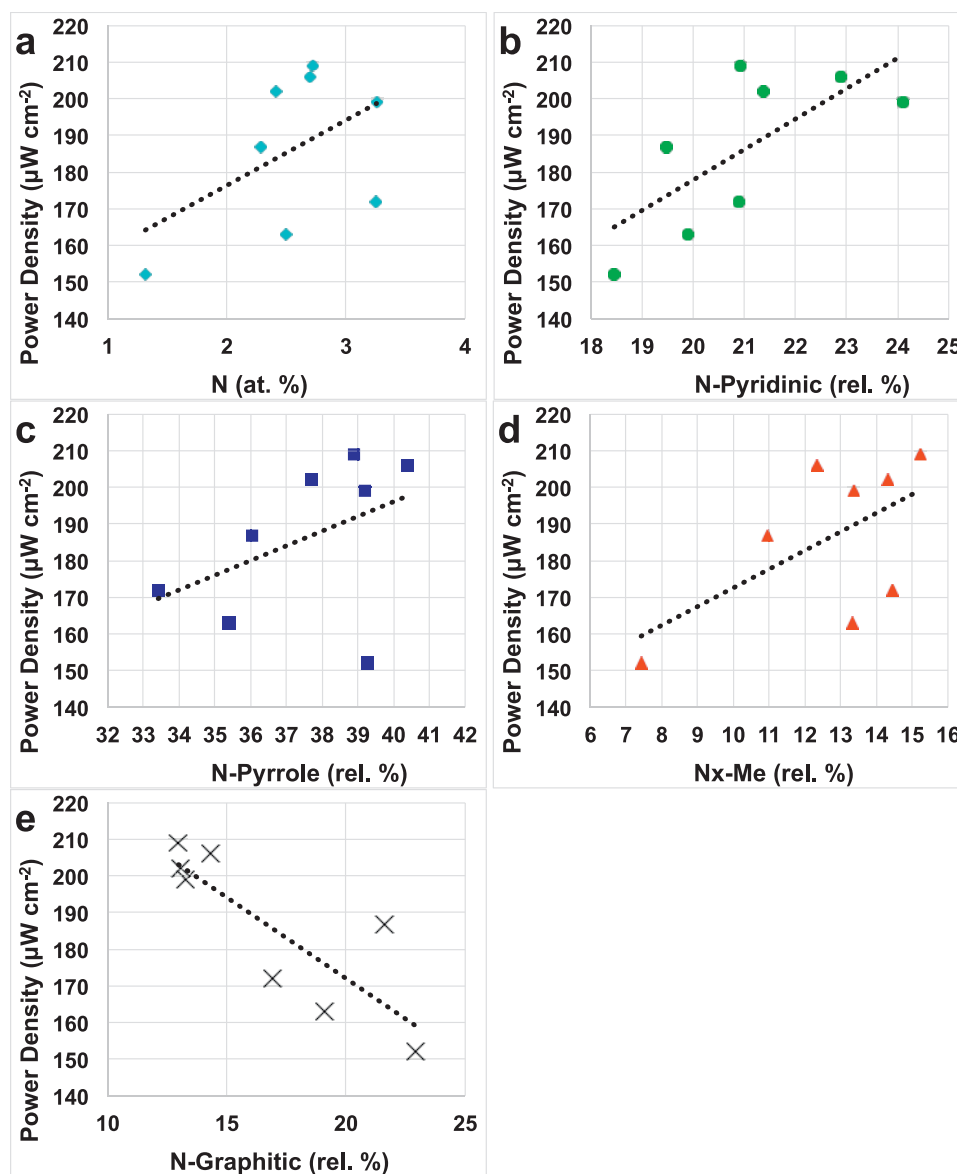 a
220
210
200
190
180
170
160
150
140
1 2 3 4
Power Density (µW cm-2)
N (at. %)
b
220
210
200
190
180
170
160
150
140
18 19 20 21 22 23 24 25
Power Density (µW cm-2)
N-Pyridinic (rel. %)
c
220
210
200
190
180
170
160
150
140
32 33 34 35 36 37 38 39 40 41 42
Power Density (µW cm-2)
N-Pyrrole (rel. %)
d
220
210
200
190
180
170
160
150
140
6 7 8 9 10 11 12 13 14 15 16
Power Density (µW cm-2)
Nx-Me (rel. %)
e
220
210
200
190
180
170
160
150
140
10 15 20 25
Power Density (µW cm-2)
N-Graphitic (rel. %)